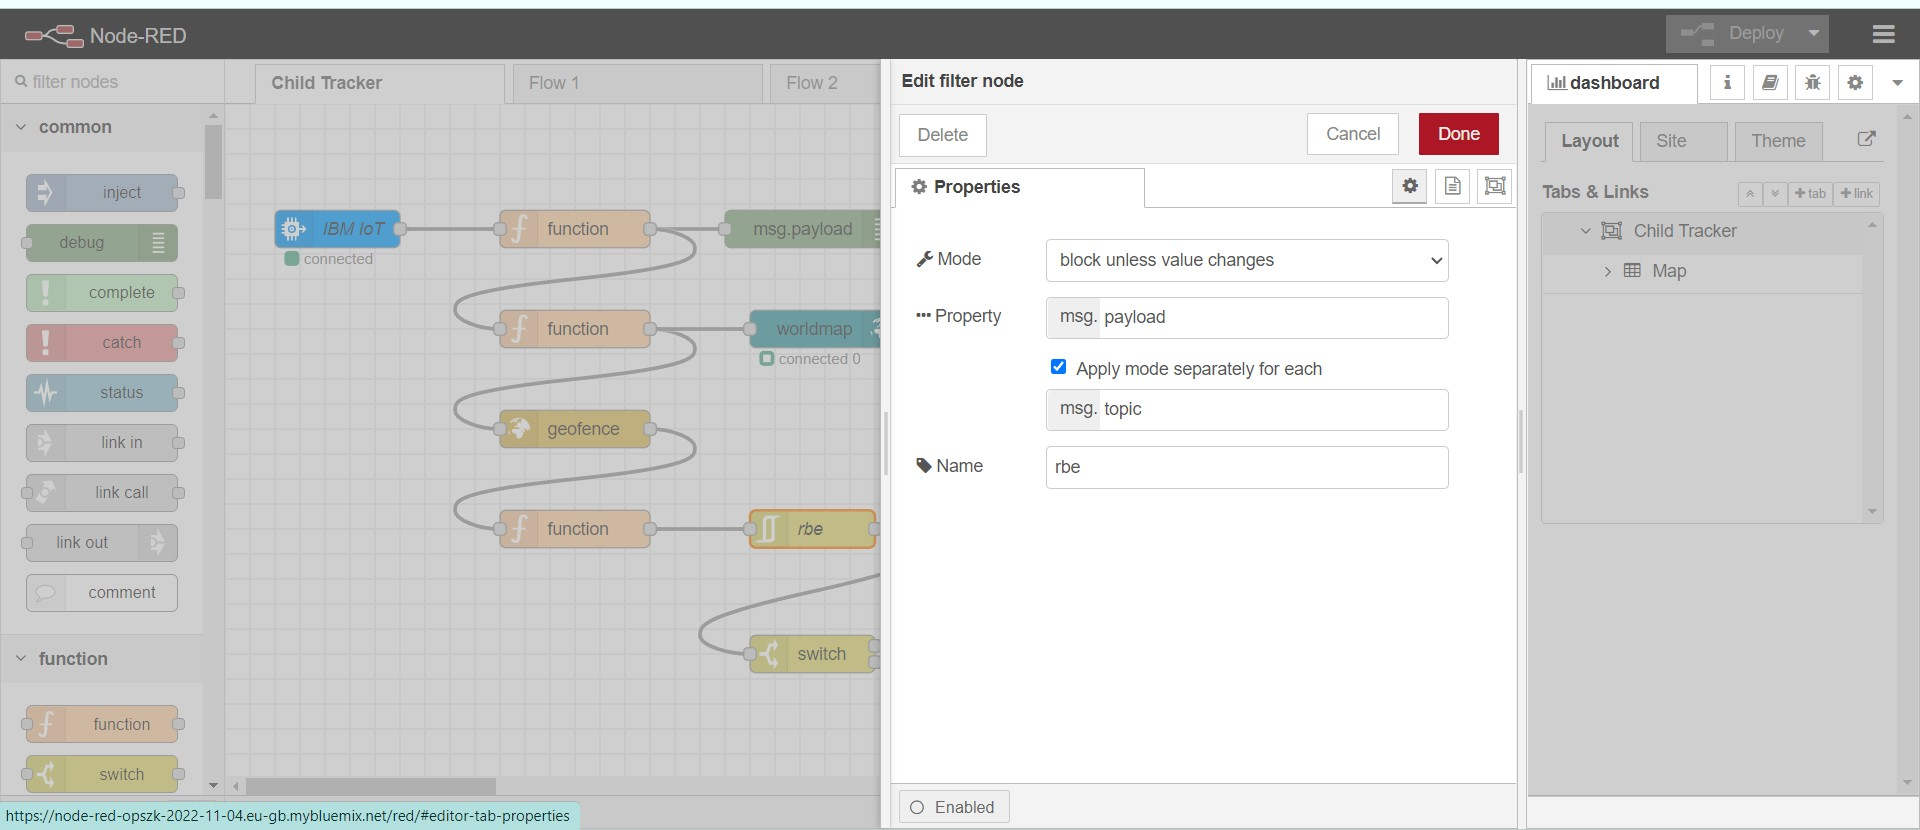 Node-RED
Deploy
filter nodes
Child Tracker
Flow 1
Flow 2
common
inject
debug
complete
catch
status
link in
link call
link out
comment
function
function
switch
IBM IoT
connected
function
msg.payload
function
worldmap
connected 0
geofence
function
rbe
switch
Edit filter node
Delete
Cancel
Done
Properties
Mode
block unless value changes
Property
msg. payload
Apply mode separately for each
msg. topic
Name
rbe
Enabled
dashboard
Layout
Site
Theme
Tabs & Links
+ tab
+ link
Child Tracker
Map
https://node-red-opszk-2022-11-04.eu-gb.mybluemix.net/red/#editor-tab-properties